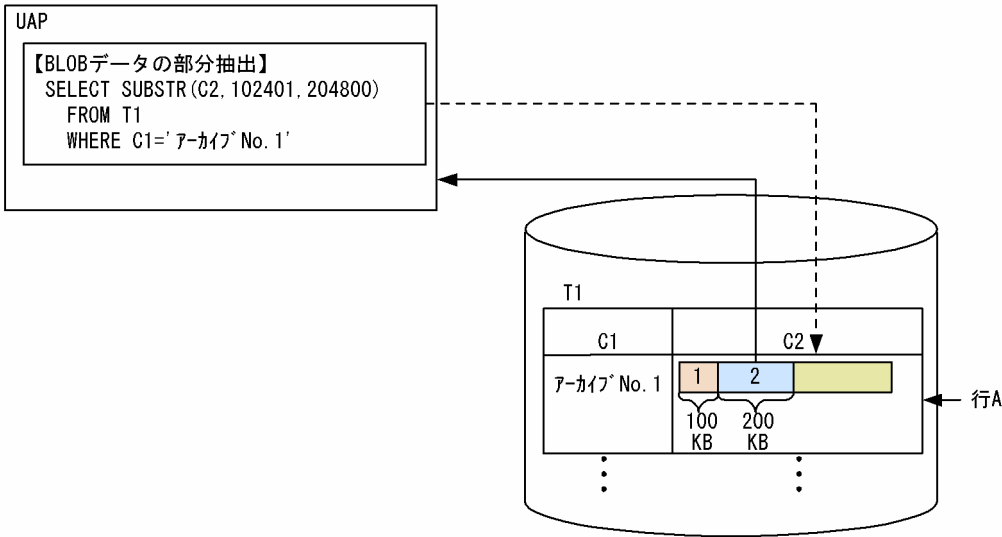 UAP
【BLOBデータの部分抽出】
SELECT SUBSTR(C2,102401,204800)
FROM T1
WHERE C1='ｱｰｶｲﾌﾞNo.1'
T1
C1 C2
ｱｰｶｲﾌﾞNo.1 1 2
行A
100 200
KB KB